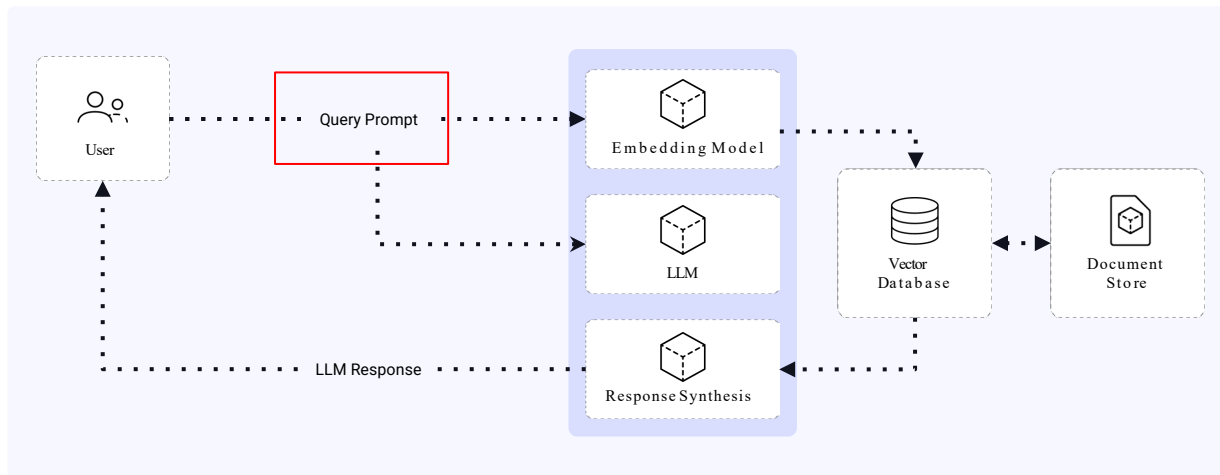 User
Query Prompt
Embedding Model
LLM
Vector
Database
Document
Store
LLM Response
Response Synthesis